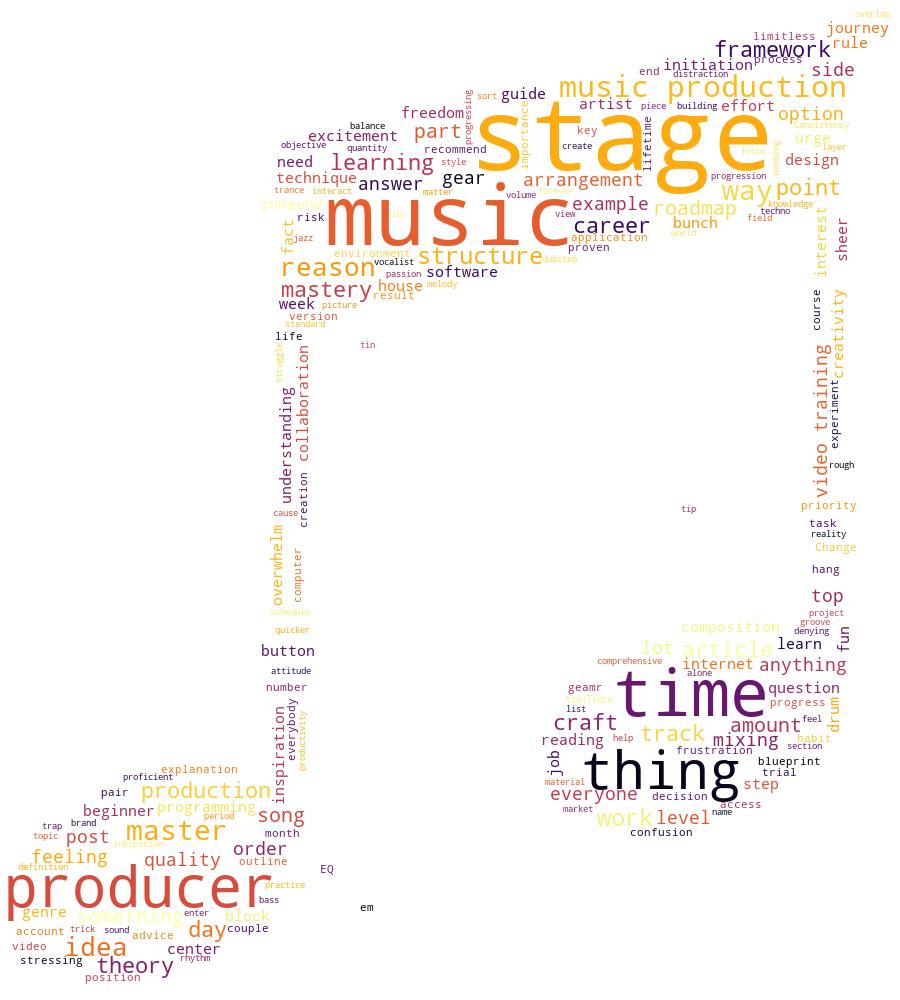 overlap
journey
limitless
rule
framework
process
initiation
side
end
distraction
music production
guide
sort
progressing
artist
piece
building
effort
option
freedom
part
stage
importance
key
create
lifetime
Consistency
urge
focus
nothing
layer
design
balance
excitement
quantity
objective
recommend
need
learning
style
technique
answer
gear
arrangement
progression
way
point
trance
interact
matter
volume
forever
knowledge
someone
risk
music
dip
view
example
roadmap
techno
field
bunch
career
world
fact
jazz
application
proven
environment
vocalist
structure
dubstep
interest
sheer
reason
passion
software
mastery
house
melody
result
week
picture
version
standard
life
course
creativity
tin
struggle
collaboration
understanding
video training
experiment
rough
creation
cause
priority
tip
task
reality
Change
overwhelm
computer
hang
top
schedule
project
groove
denying
fun
quicker
composition
button
lot
article
learn
comprehensive
internet
anything
attitude
alone
number
geamr
time
question
YouTube
progress
list
drum
inspiration
everybody
productivity
craft
track
amount
feel
reading
help
mixing
habit
section
frustration
job
thing
blueprint
trial
explanation
proficient
material
step
pair
production
everyone
decision
access
market
name
beginner
programming
period
song
work
level
confusion
trap
brand
master
month
topic
post
inhibition
order
feeling
quality
outline
definition
EQ
producer
practice
bass
genre
something
enter
block
em
account
trick
sound
advice
day
couple
video
idea
center
stressing
theory
rhythm
position